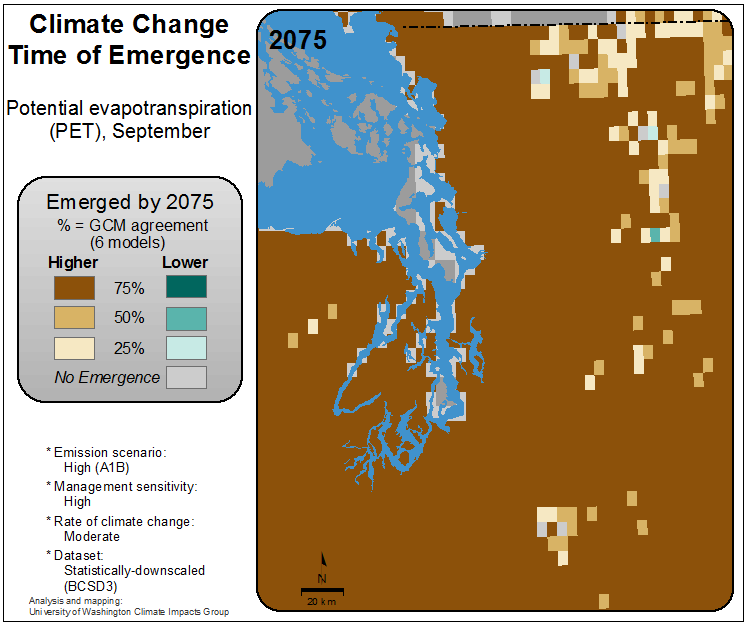 Climate Change
Time of Emergence
Potential evapotranspiration
(PET), September
Emerged by 2075
% = GCM agreement
(6 models)
Higher Lower
75%
50%
25%
No Emergence
* Emission scenario:
High (A1B)
* Management sensitivity:
High
* Rate of climate change:
Moderate
* Dataset:
Statistically-downscaled
(BCSD3)
Analysis and mapping:
University of Washington Climate Impacts Group
2075
N
20 km